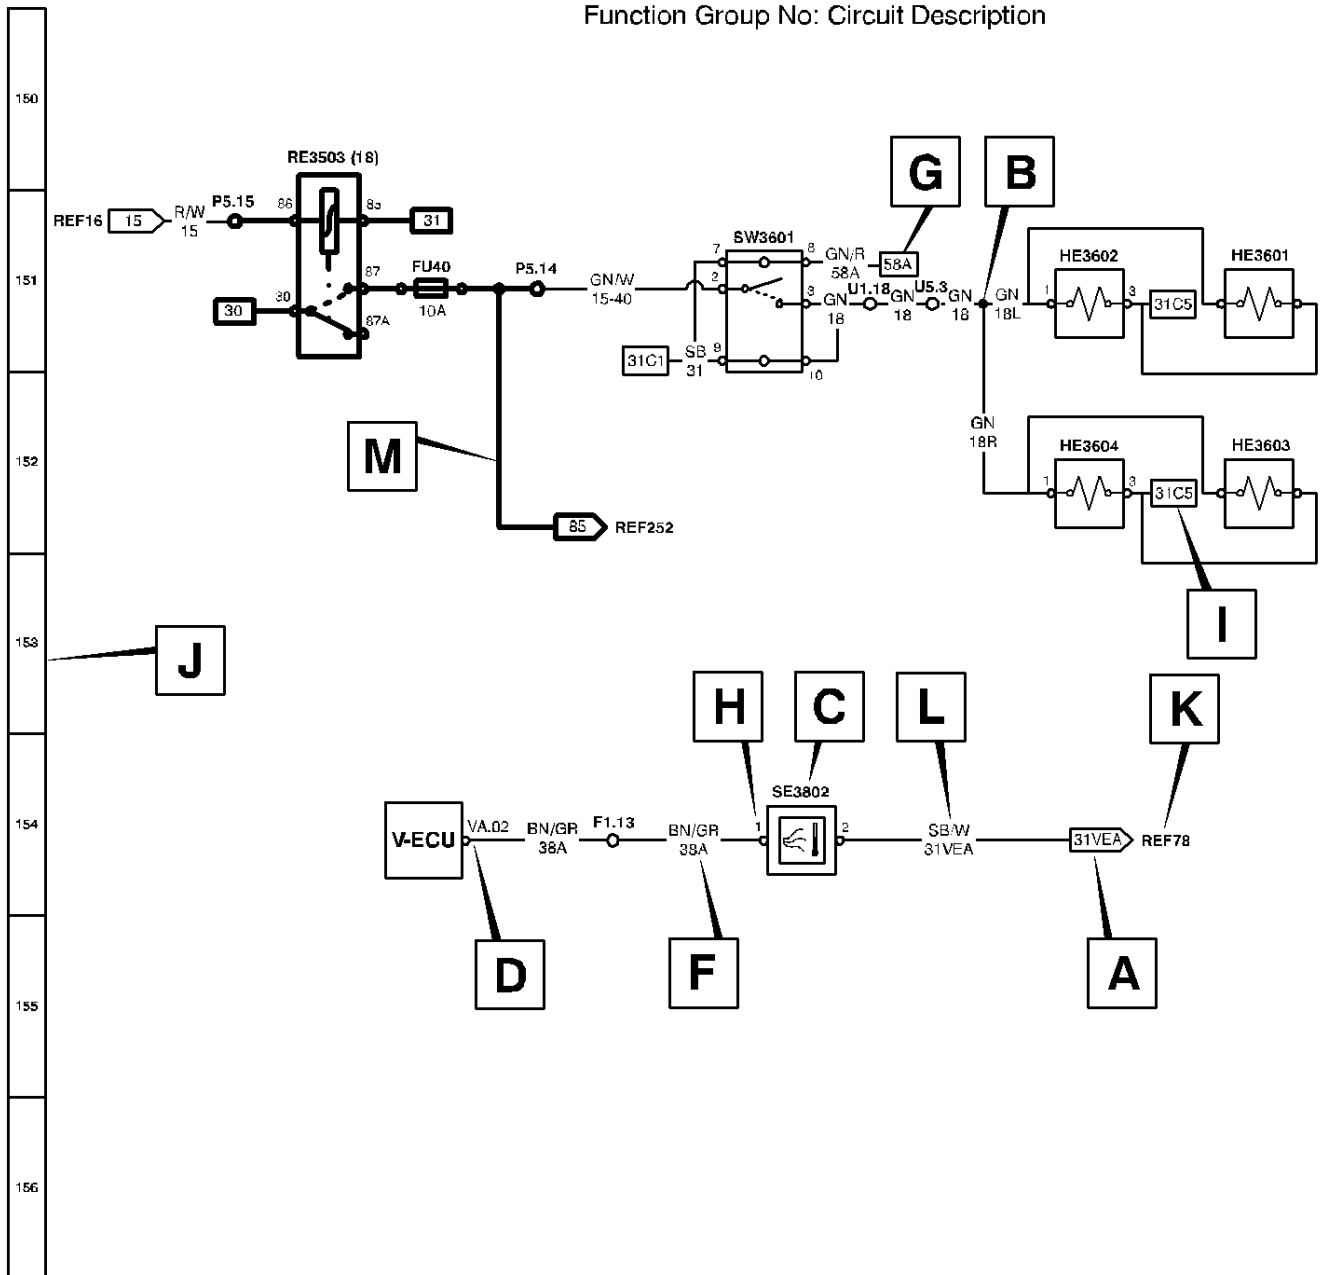 Function Group No: Circuit Description
150
RE3503 (18)
G
B
REF16
15
R/W
15
P5.15
86
85
31
SW3601
7
8
GN/R
58A
58A
HE3602
HE3601
151
87
FU40
10A
P5.14
GN/W
15-40
2
3
GN
18
U1.18
GN
18
U5.3
GN
18
GN
18L
1
3
31C5
30
30
87A
31C1
SB
31
9
10
GN
18R
152
M
HE3604
HE3603
1
3
31C5
85
REF252
I
153
J
H
C
L
K
SE3802
154
V-ECU
VA.02
BN/GR
38A
F1.13
BN/GR
38A
1
2
SB/W
31VEA
31VEA
REF78
D
F
A
155
156